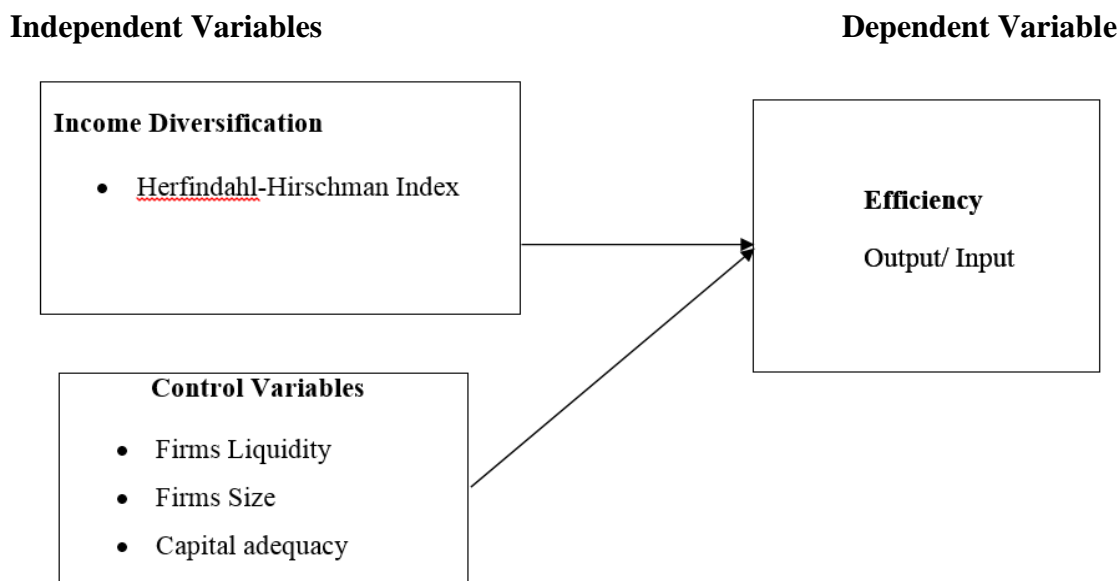 Independent Variables
Dependent Variable
Income Diversification
• Herfindahl-Hirschman Index
Efficiency
Output/ Input
Control Variables
• Firms Liquidity
• Firms Size
• Capital adequacy